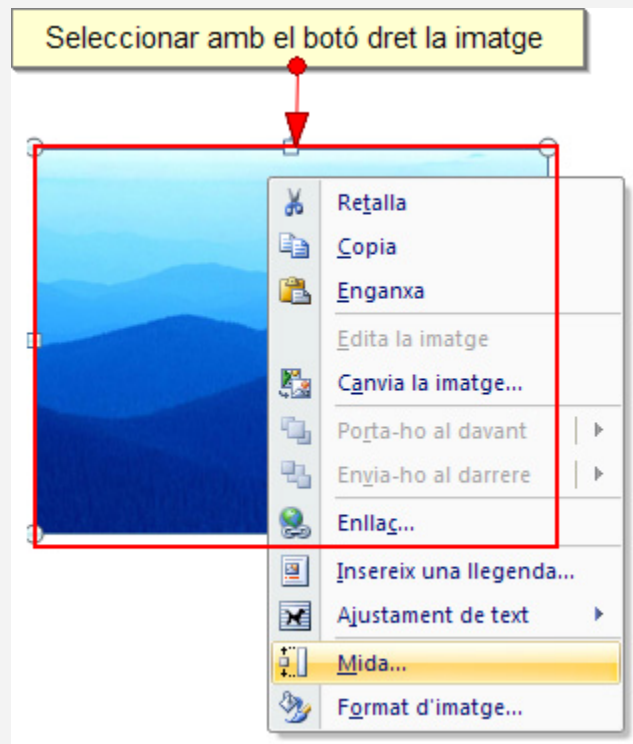 Seleccionar amb el botó dret la imatge
Retalla
Copia
Enganxa
Edita la imatge
Canvia la imatge...
Porta-ho al davant
Envia-ho al darrere
Enllaç...
Insereix una llegenda...
Ajustament de text
Mida...
Format d'imatge...